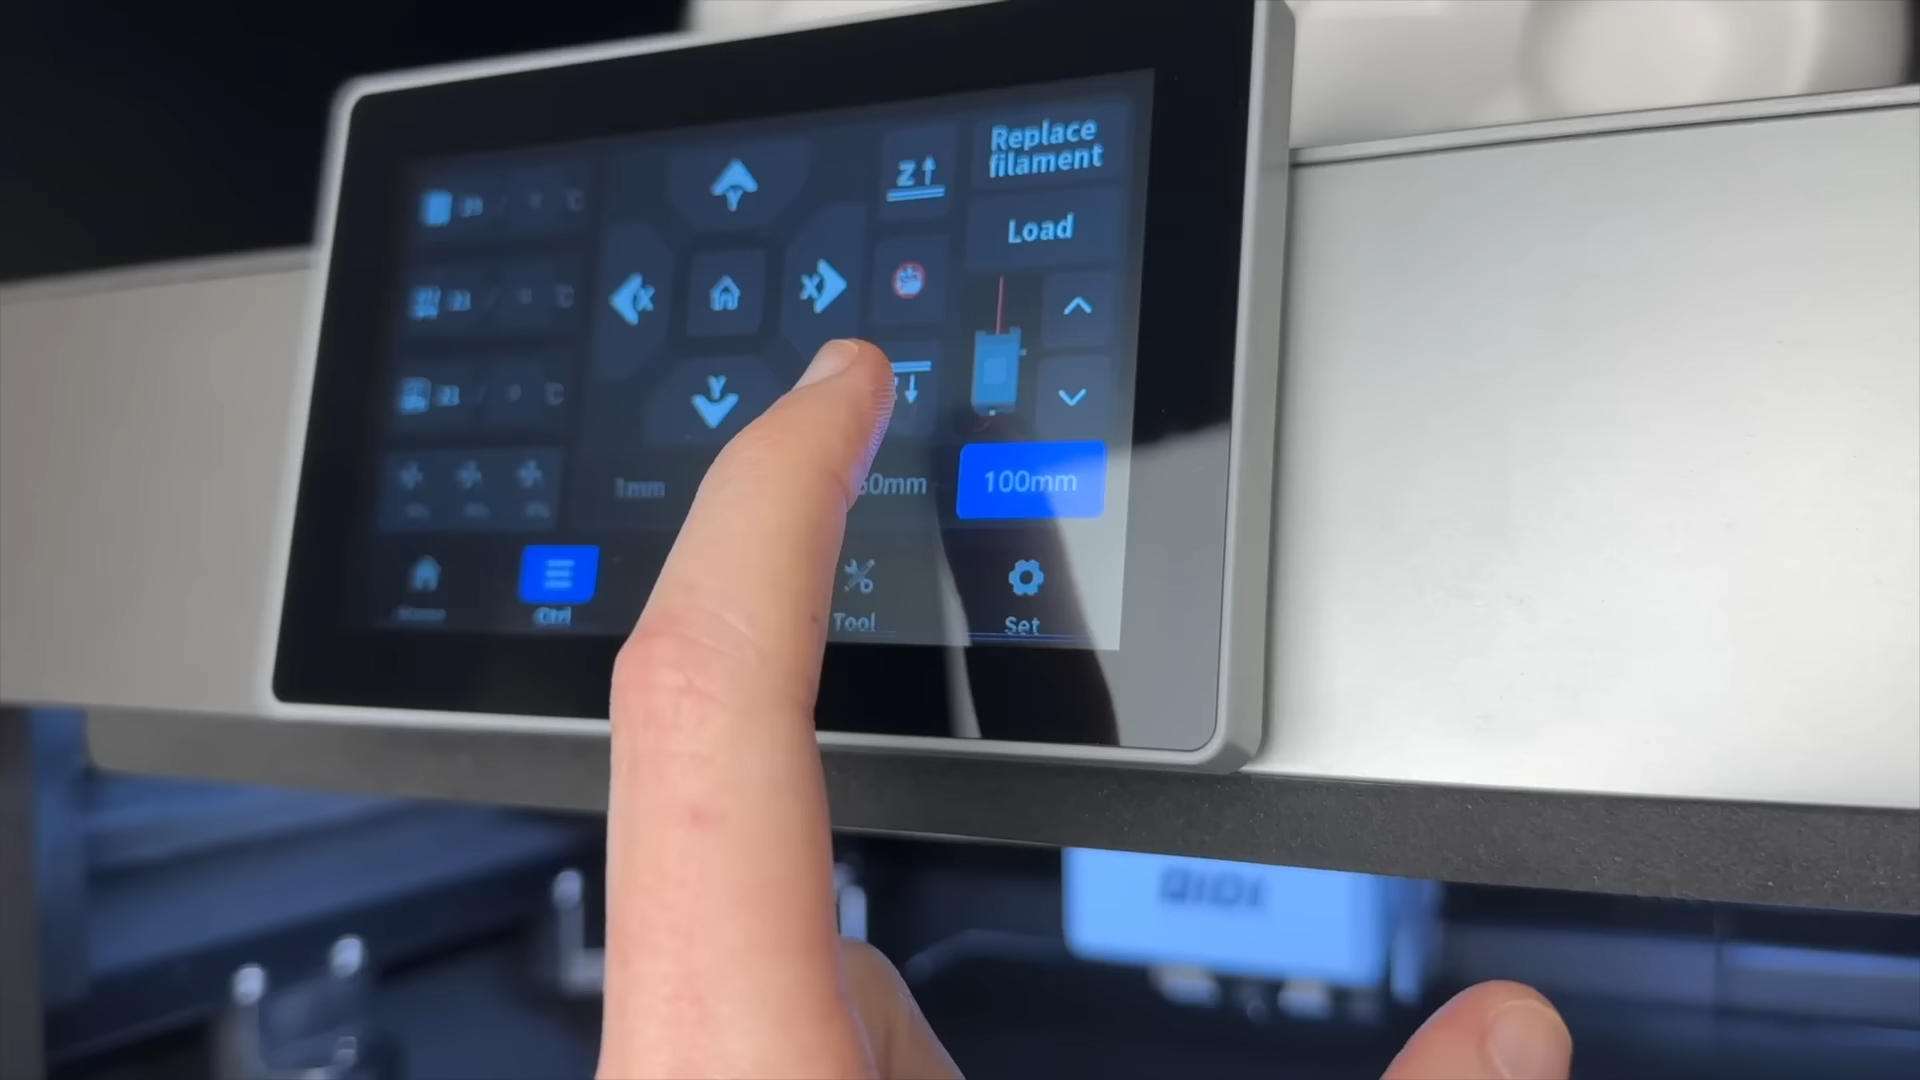 Replace
filament
Z
Y
Load
X
X
Y
1mm
100mm
Ctrl
Tool
Set
QIDI